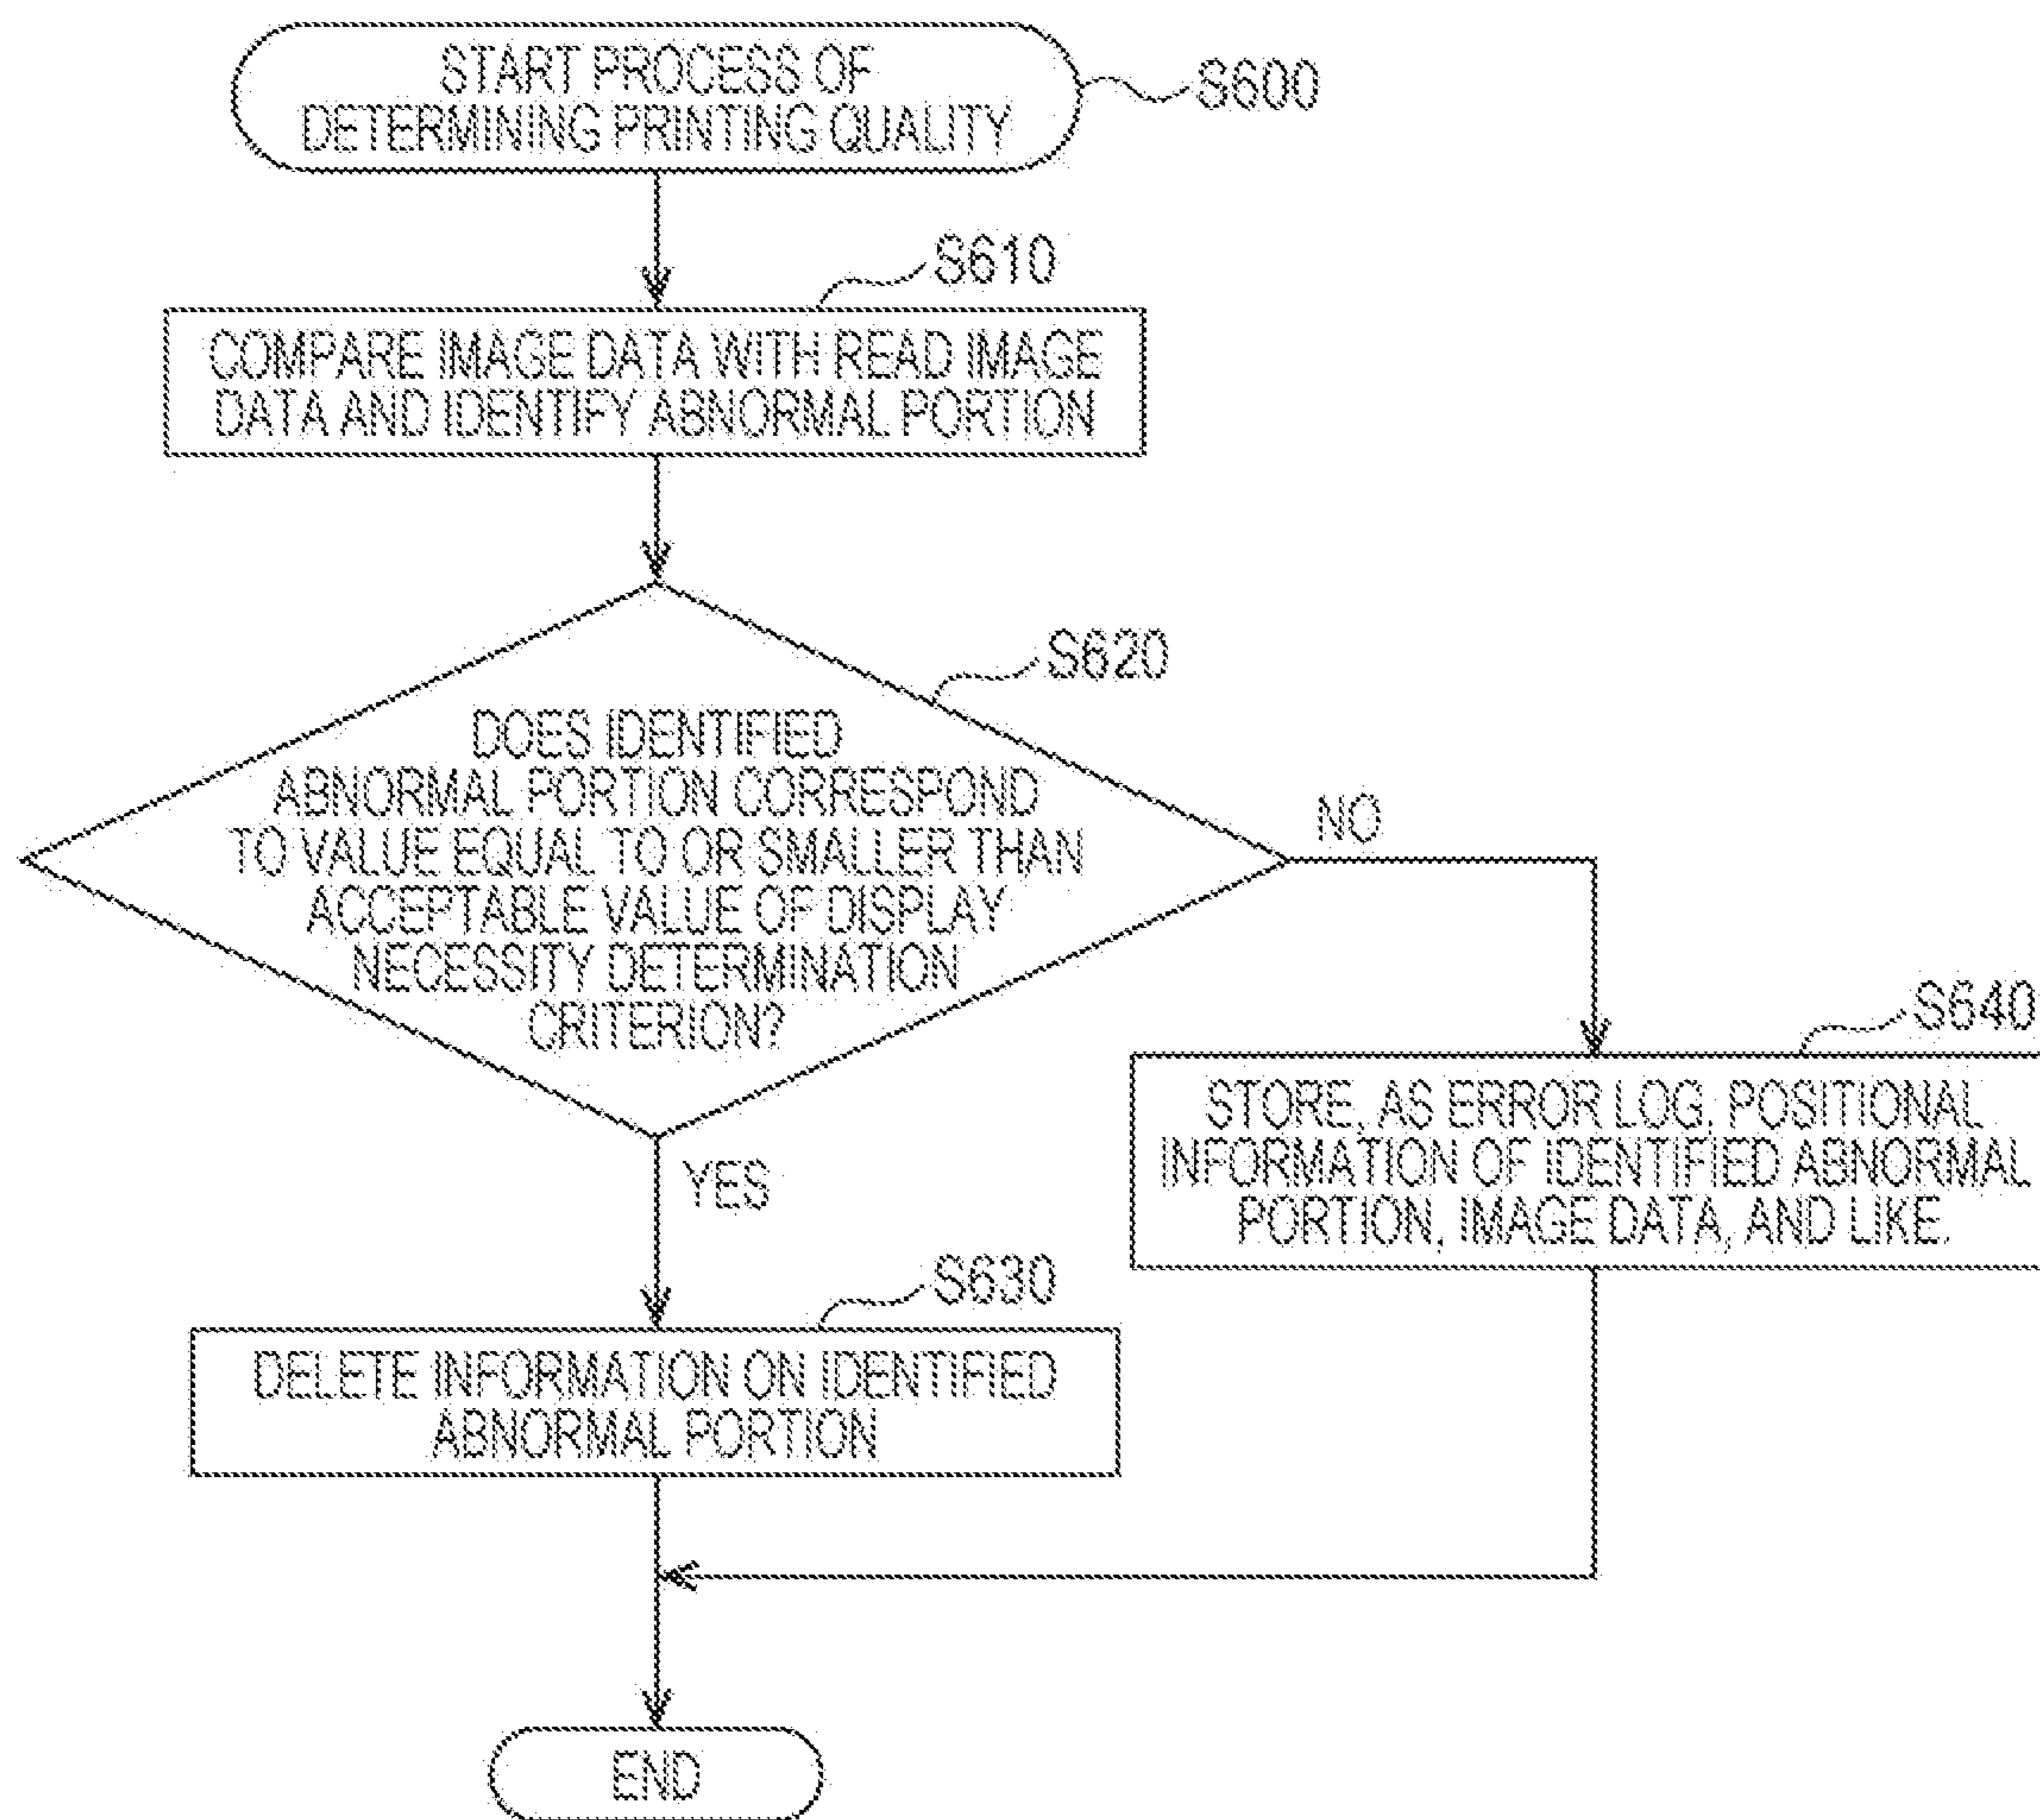 START PROCESS OF
DETERMINING PRINTING QUALITY
S600
S610
COMPARE IMAGE DATA WITH READ IMAGE
DATA AND IDENTIFY ABNORMAL PORTION
S620
DOES IDENTIFIED
ABNORMAL PORTION CORRESPOND
TO VALUE EQUAL TO OR SMALLER THAN
ACCEPTABLE VALUE OF DISPLAY
NECESSITY DETERMINATION
CRITERION?
NO
YES
S640
STORE, AS ERROR LOG, POSITIONAL
INFORMATION OF IDENTIFIED ABNORMAL
PORTION, IMAGE DATA, AND LIKE.
S630
DELETE INFORMATION ON IDENTIFIED
ABNORMAL PORTION
END